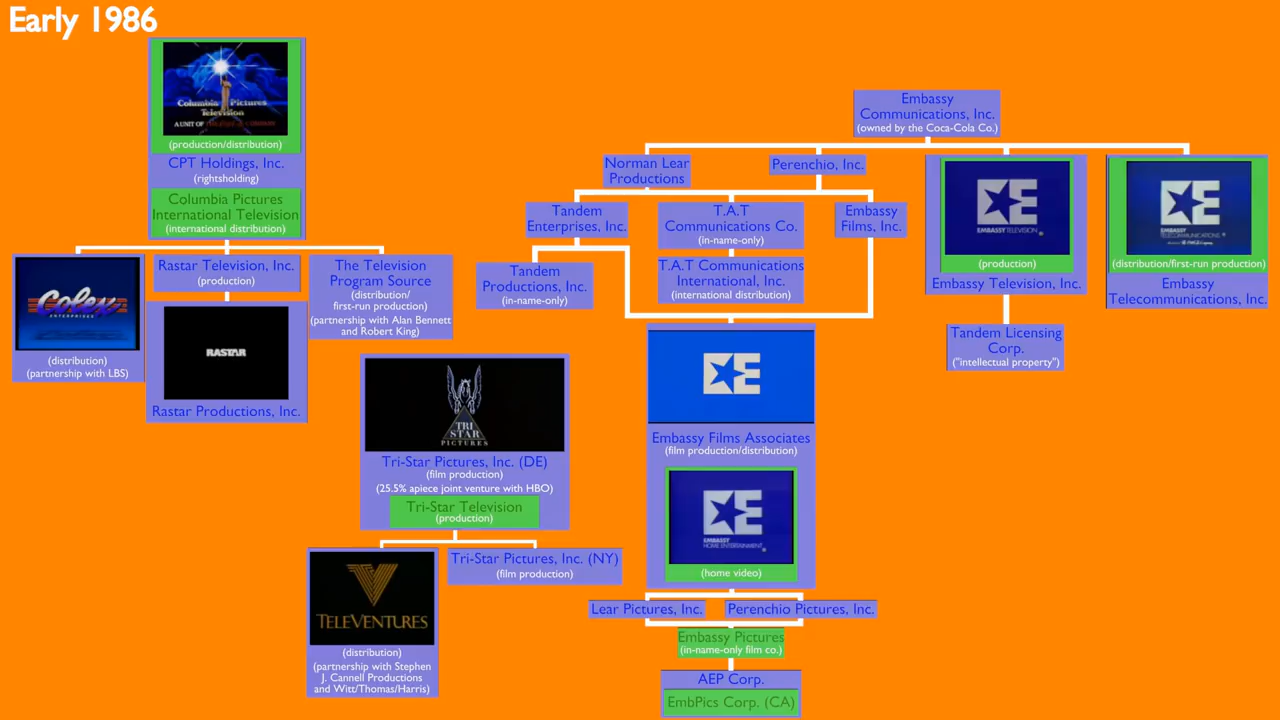 Early 1986
Columbia Pictures
Television
A UNIT OF
(production/distribution)
CPT Holdings, Inc.
(rightsholding)
Columbia Pictures
International Television
(international distribution)
Colex
ENTERPRISES
(distribution)
(partnership with LBS)
Rastar Television, Inc.
(production)
RASTAR
Rastar Productions, Inc.
The Television
Program Source
(distribution/
first-run production)
(partnership with Alan Bennett
and Robert King)
TRI
STAR
PICTURES
Tri-Star Pictures, Inc. (DE)
(film production)
(25.5% apiece joint venture with HBO)
Tri-Star Television
(production)
TELEVENTURES
(distribution)
(partnership with Stephen
J. Cannell Productions
and Witt/Thomas/Harris)
Tri-Star Pictures, Inc. (NY)
(film production)
Embassy
Communications, Inc.
(owned by the Coca-Cola Co.)
Norman Lear
Productions
Perenchio, Inc.
Tandem
Enterprises, Inc.
T.A.T
Communications Co.
(in-name-only)
Embassy
Films, Inc.
Tandem
Productions, Inc.
(in-name-only)
T.A.T Communications
International, Inc.
(international distribution)
E
Embassy Films Associates
(film production/distribution)
E
EMBASSY
HOME ENTERTAINMENT
(home video)
Lear Pictures, Inc.
Perenchio Pictures, Inc.
Embassy Pictures
(in-name-only film co.)
AEP Corp.
EmbPics Corp. (CA)
E
EMBASSY TELEVISION
(production)
Embassy Television, Inc.
Tandem Licensing
Corp.
("intellectual property")
E
EMBASSY
TELECOMMUNICATIONS
(distribution/first-run production)
Embassy
Telecommunications, Inc.